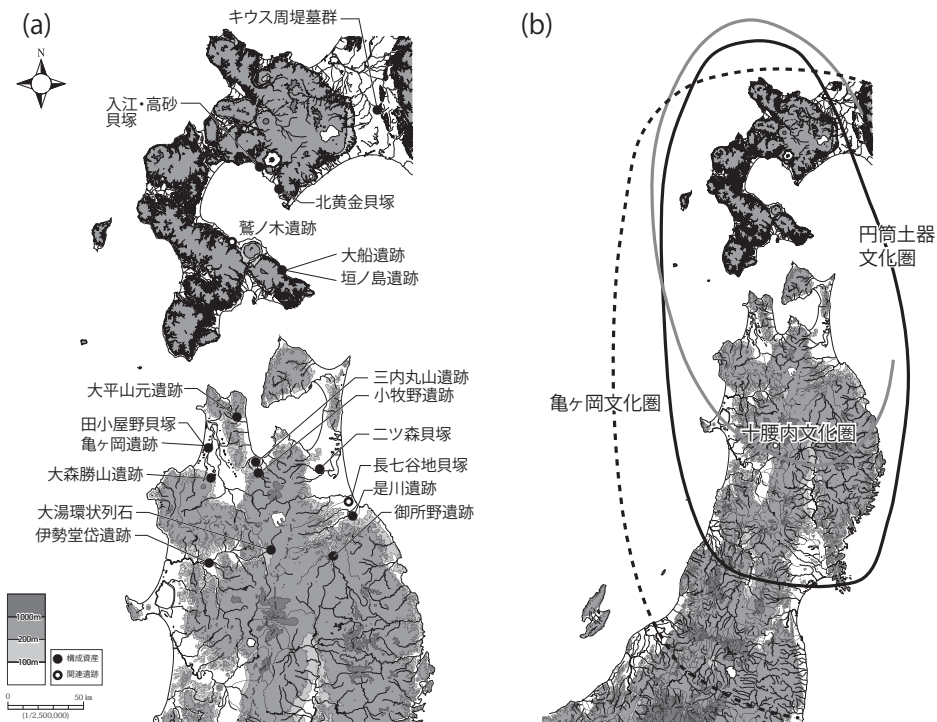 (a)
キウス周堤墓群
N
入江・高砂
貝塚
北黄金貝塚
鷲ノ木遺跡
大船遺跡
垣ノ島遺跡
大平山元遺跡
三内丸山遺跡
小牧野遺跡
田小屋野貝塚
亀ヶ岡遺跡
二ツ森貝塚
大森勝山遺跡
長七谷地貝塚
是川遺跡
大湯環状列石
御所野遺跡
伊勢堂岱遺跡
1000m
200m
100m
構成資産
関連遺跡
0 50 km
(1/2,500,000)
(b)
円筒土器
文化圏
亀ヶ岡文化圏
十腰内文化圏